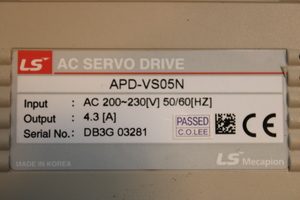 LS AC SERVO DRIVE
APD-VS05N
Input : AC 200~230[V] 50/60[HZ]
Output : 4.3 [A] PASSED
Serial No. : DB3G 03281 C.O.LEE
MADE IN KOREA LS Mecapion